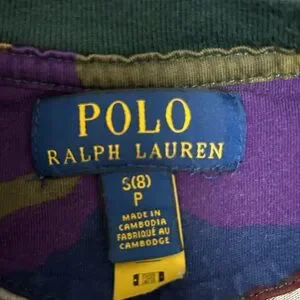 POLO
RALPH LAUREN
S(8)
P
MADE IN
CAMBODIA
FABRIQUÉ AU
CAMBODGE